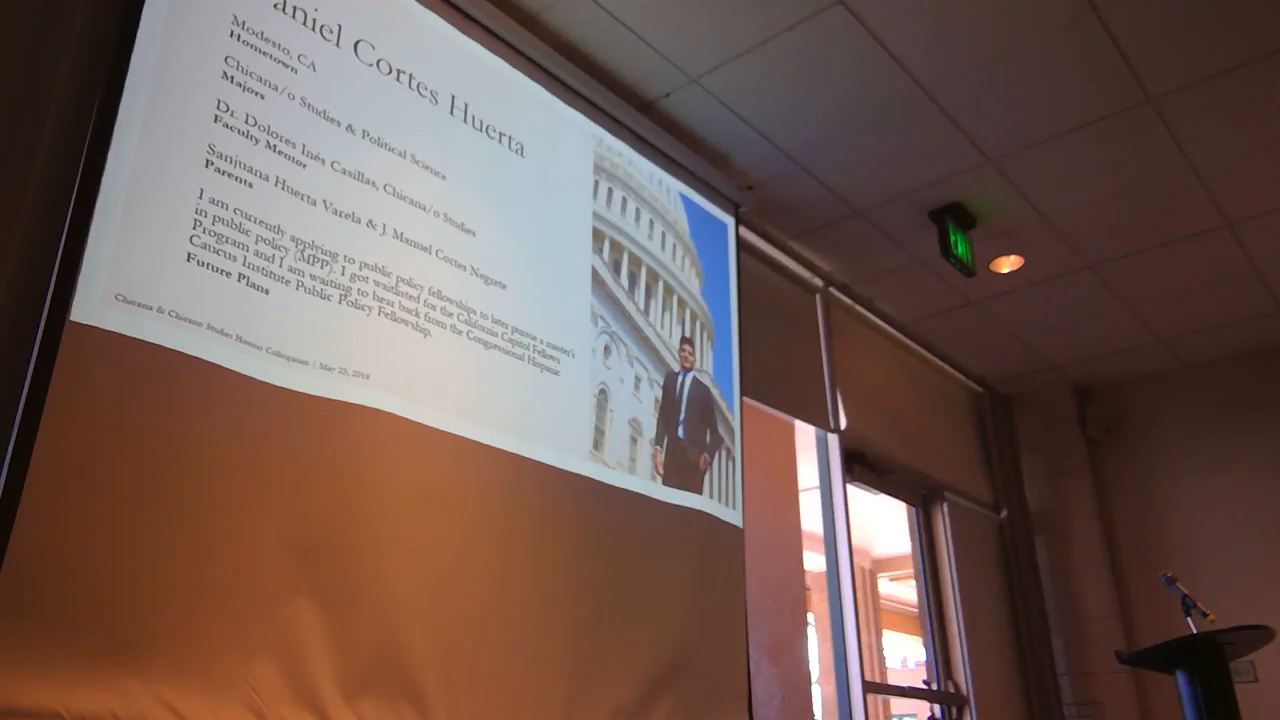 aniel Cortes Huerta
Modesto, CA
Hometown
Chicana/o Studies & Political Science
Majors
Dr. Dolores Inés Casillas, Chicana/o Studies
Faculty Mentor
Sanjuana Huerta Varela & J. Manuel Cortes Negrete
Parents
I am currently applying to public policy fellowships to later pursue a master's
in public policy (MPP). I got waitlisted for the California Capitol Fellows
Program and I am waiting to hear back from the Congressional Hispanic
Caucus Institute Public Policy Fellowship.
Future Plans
Chicana & Chicano Studies Honors Colloquium | May 23, 2018